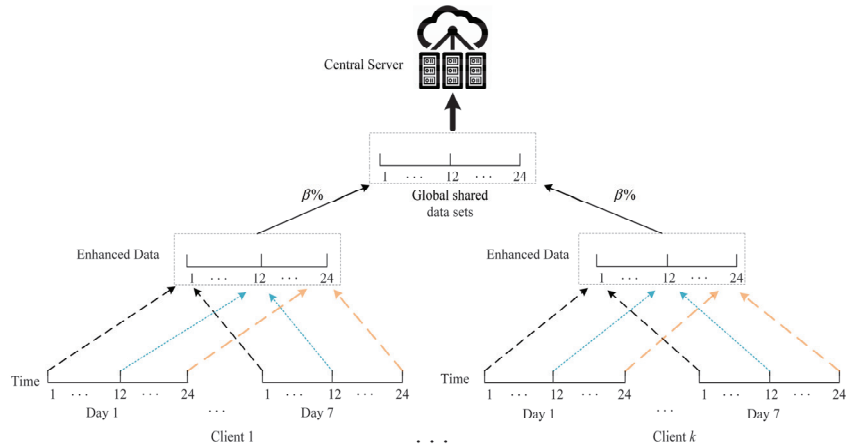 Central Server
1 · · · 12 · · · 24
β% Global shared β%
data sets
Enhanced Data Enhanced Data
1 · · · 12 · · · 24 1 · · · 12 · · · 24
Time Time
1 · · · 12 · · · 24 1 · · · 12 · · · 24 1 · · · 12 · · · 24 1 · · · 12 · · · 24
Day 1 · · · Day 7 Day 1 · · · Day 7
Client 1 · · · Client k